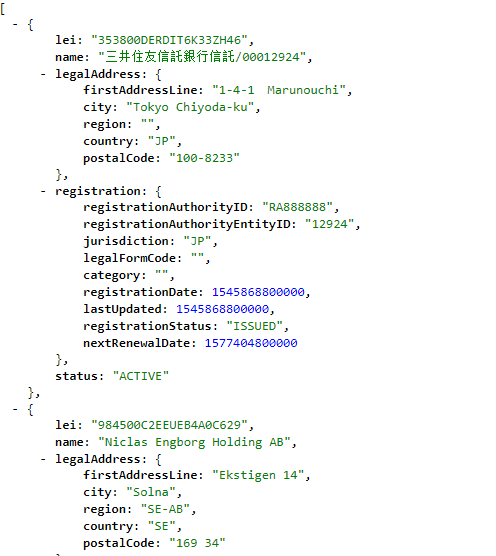 [
- {
lei: "353800DERDIT6K33ZH46",
name: "三井住友信託銀行信託/00012924",
- legalAddress: {
firstAddressLine: "1-4-1  Marunouchi",
city: "Tokyo Chiyoda-ku",
region: "",
country: "JP",
postalCode: "100-8233"
},
- registration: {
registrationAuthorityID: "RA888888",
registrationAuthorityEntityID: "12924",
jurisdiction: "JP",
legalFormCode: "",
category: "",
registrationDate: 1545868800000,
lastUpdated: 1545868800000,
registrationStatus: "ISSUED",
nextRenewalDate: 1577404800000
},
status: "ACTIVE"
},
- {
lei: "984500C2EEUEB4A0C629",
name: "Niclas Engborg Holding AB",
- legalAddress: {
firstAddressLine: "Ekstigen 14",
city: "Solna",
region: "SE-AB",
country: "SE",
postalCode: "169 34"